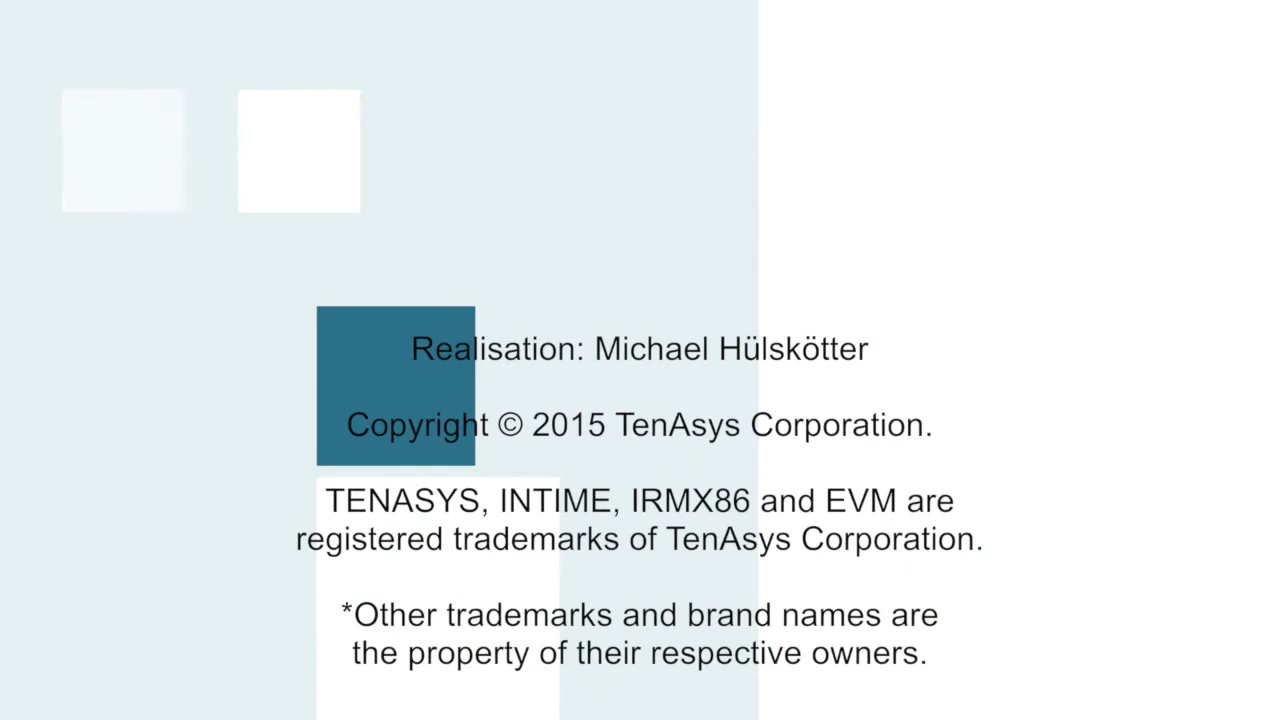 Realisation: Michael Hülskötter
Copyright © 2015 TenAsys Corporation.
TENASYS, INTIME, IRMX86 and EVM are
registered trademarks of TenAsys Corporation.
*Other trademarks and brand names are
the property of their respective owners.